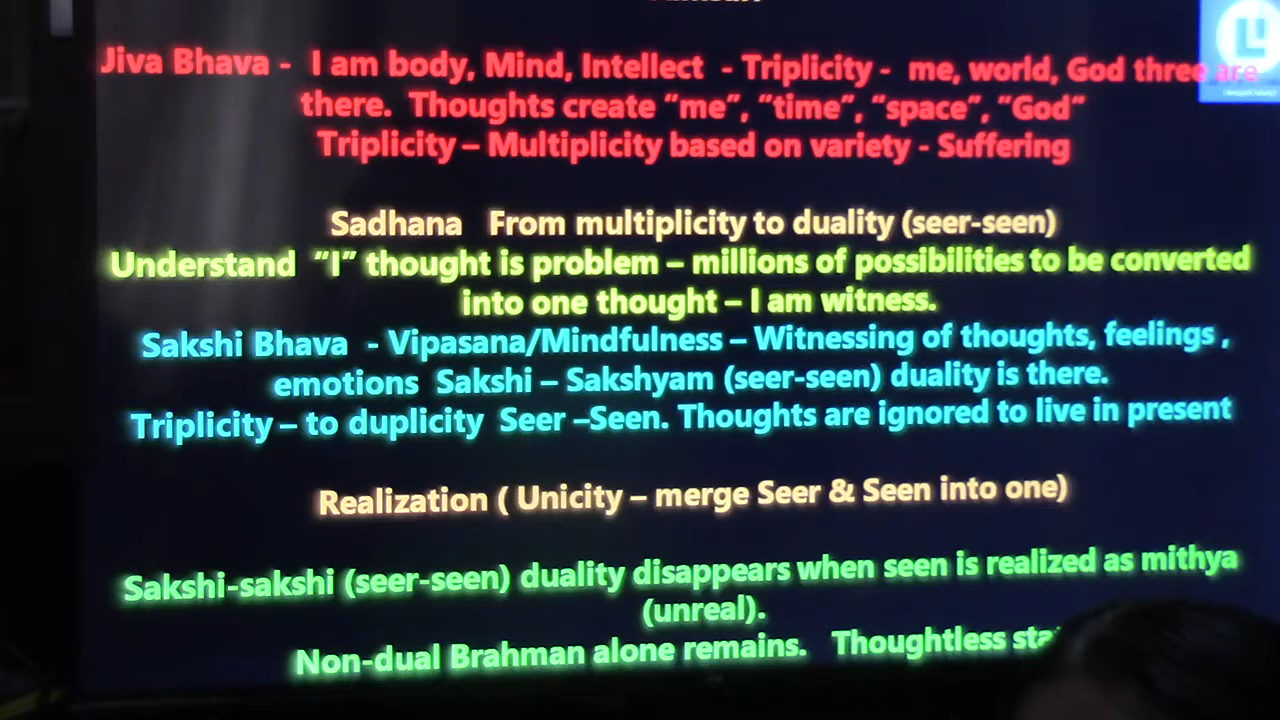 Jiva Bhava - I am body, Mind, Intellect - Triplicity - me, world, God three are
there. Thoughts create “me”, “time”, “space”, “God”
Triplicity – Multiplicity based on variety - Suffering
Sadhana From multiplicity to duality (seer-seen)
Understand “I” thought is problem – millions of possibilities to be converted
into one thought – I am witness.
Sakshi Bhava - Vipasana/Mindfulness – Witnessing of thoughts, feelings ,
emotions Sakshi – Sakshyam (seer-seen) duality is there.
Triplicity – to duplicity Seer –Seen. Thoughts are ignored to live in present
Realization ( Unicity – merge Seer & Seen into one)
Sakshi-sakshi (seer-seen) duality disappears when seen is realized as mithya
(unreal).
Non-dual Brahman alone remains. Thoughtless